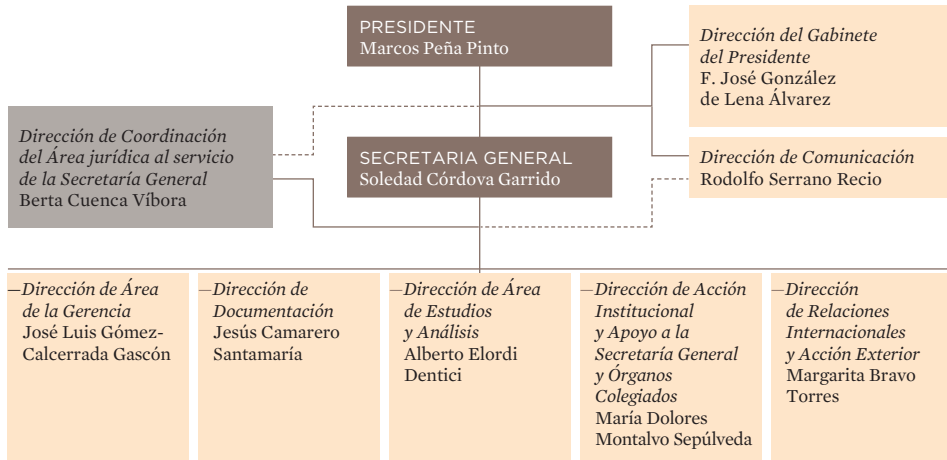 PRESIDENTE
Marcos Peña Pinto
Dirección del Gabinete
del Presidente
F. José González
de Lena Álvarez
Dirección de Coordinación
del Área jurídica al servicio
de la Secretaría General
Berta Cuenca Víbora
SECRETARIA GENERAL
Soledad Córdova Garrido
Dirección de Comunicación
Rodolfo Serrano Recio
—Dirección de Área
de la Gerencia
José Luis Gómez-
Calcerrada Gascón
—Dirección de
Documentación
Jesús Camarero
Santamaría
—Dirección de Área
de Estudios
y Análisis
Alberto Elordi
Dentici
—Dirección de Acción
Institucional
y Apoyo a la
Secretaría General
y Órganos
Colegiados
María Dolores
Montalvo Sepúlveda
—Dirección
de Relaciones
Internacionales
y Acción Exterior
Margarita Bravo
Torres